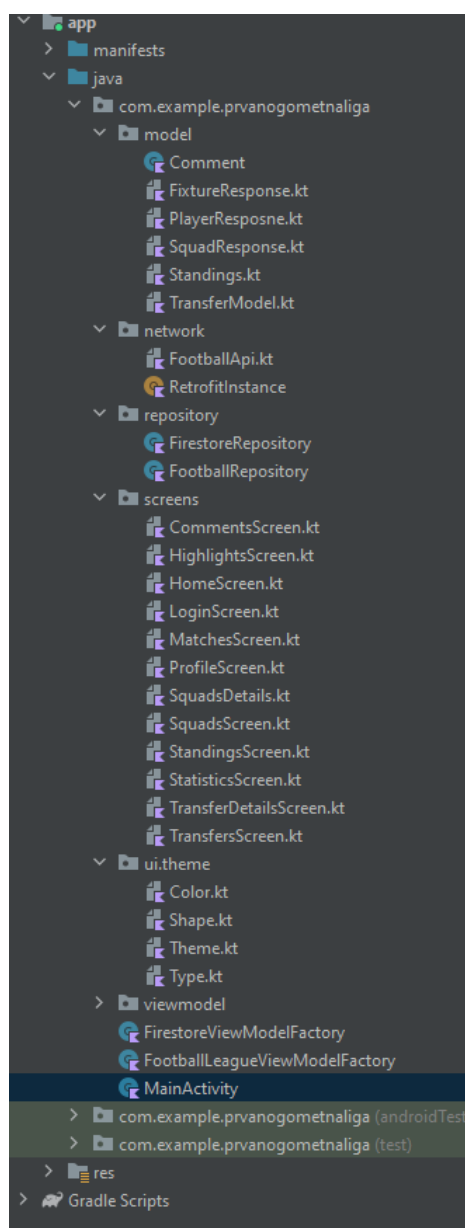 app
manifests
java
com.example.prvanogometnaliga
model
Comment
FixtureResponse.kt
PlayerResposne.kt
SquadResponse.kt
Standings.kt
TransferModel.kt
network
FootballApi.kt
RetrofitInstance
repository
FirestoreRepository
FootballRepository
screens
CommentsScreen.kt
HighlightsScreen.kt
HomeScreen.kt
LoginScreen.kt
MatchesScreen.kt
ProfileScreen.kt
SquadsDetails.kt
SquadsScreen.kt
StandingsScreen.kt
StatisticsScreen.kt
TransferDetailsScreen.kt
TransfersScreen.kt
ui.theme
Color.kt
Shape.kt
Theme.kt
Type.kt
viewmodel
FirestoreViewModelFactory
FootballLeagueViewModelFactory
MainActivity
com.example.prvanogometnaliga (androidTest
com.example.prvanogometnaliga (test)
res
Gradle Scripts